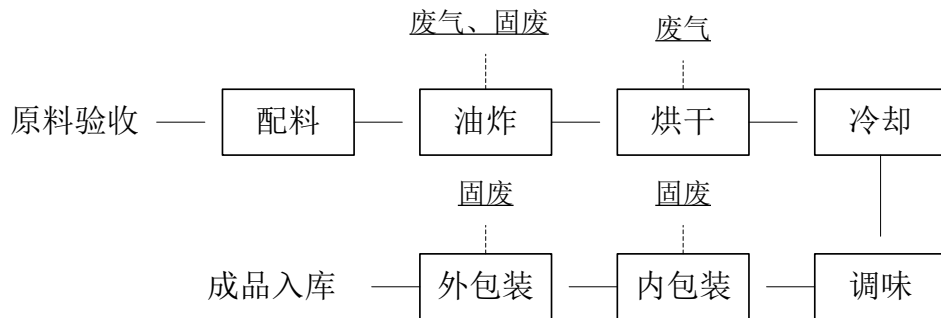 废气、固废 废气
原料验收 配料 油炸 烘干 冷却
固废 固废
成品入库 外包装 内包装 调味